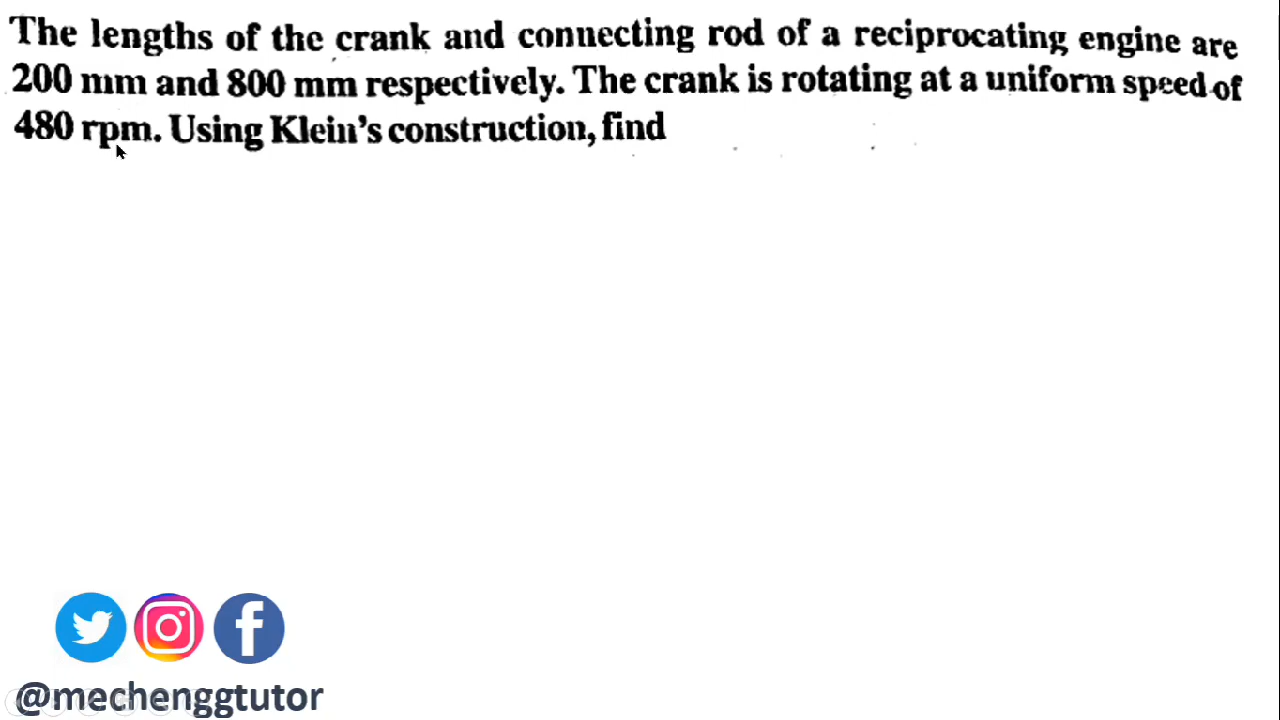 The lengths of the crank and connecting rod of a reciprocating engine are
200 mm and 800 mm respectively. The crank is rotating at a uniform speed of
480 rpm. Using Klein's construction, find
@mechenggtutor